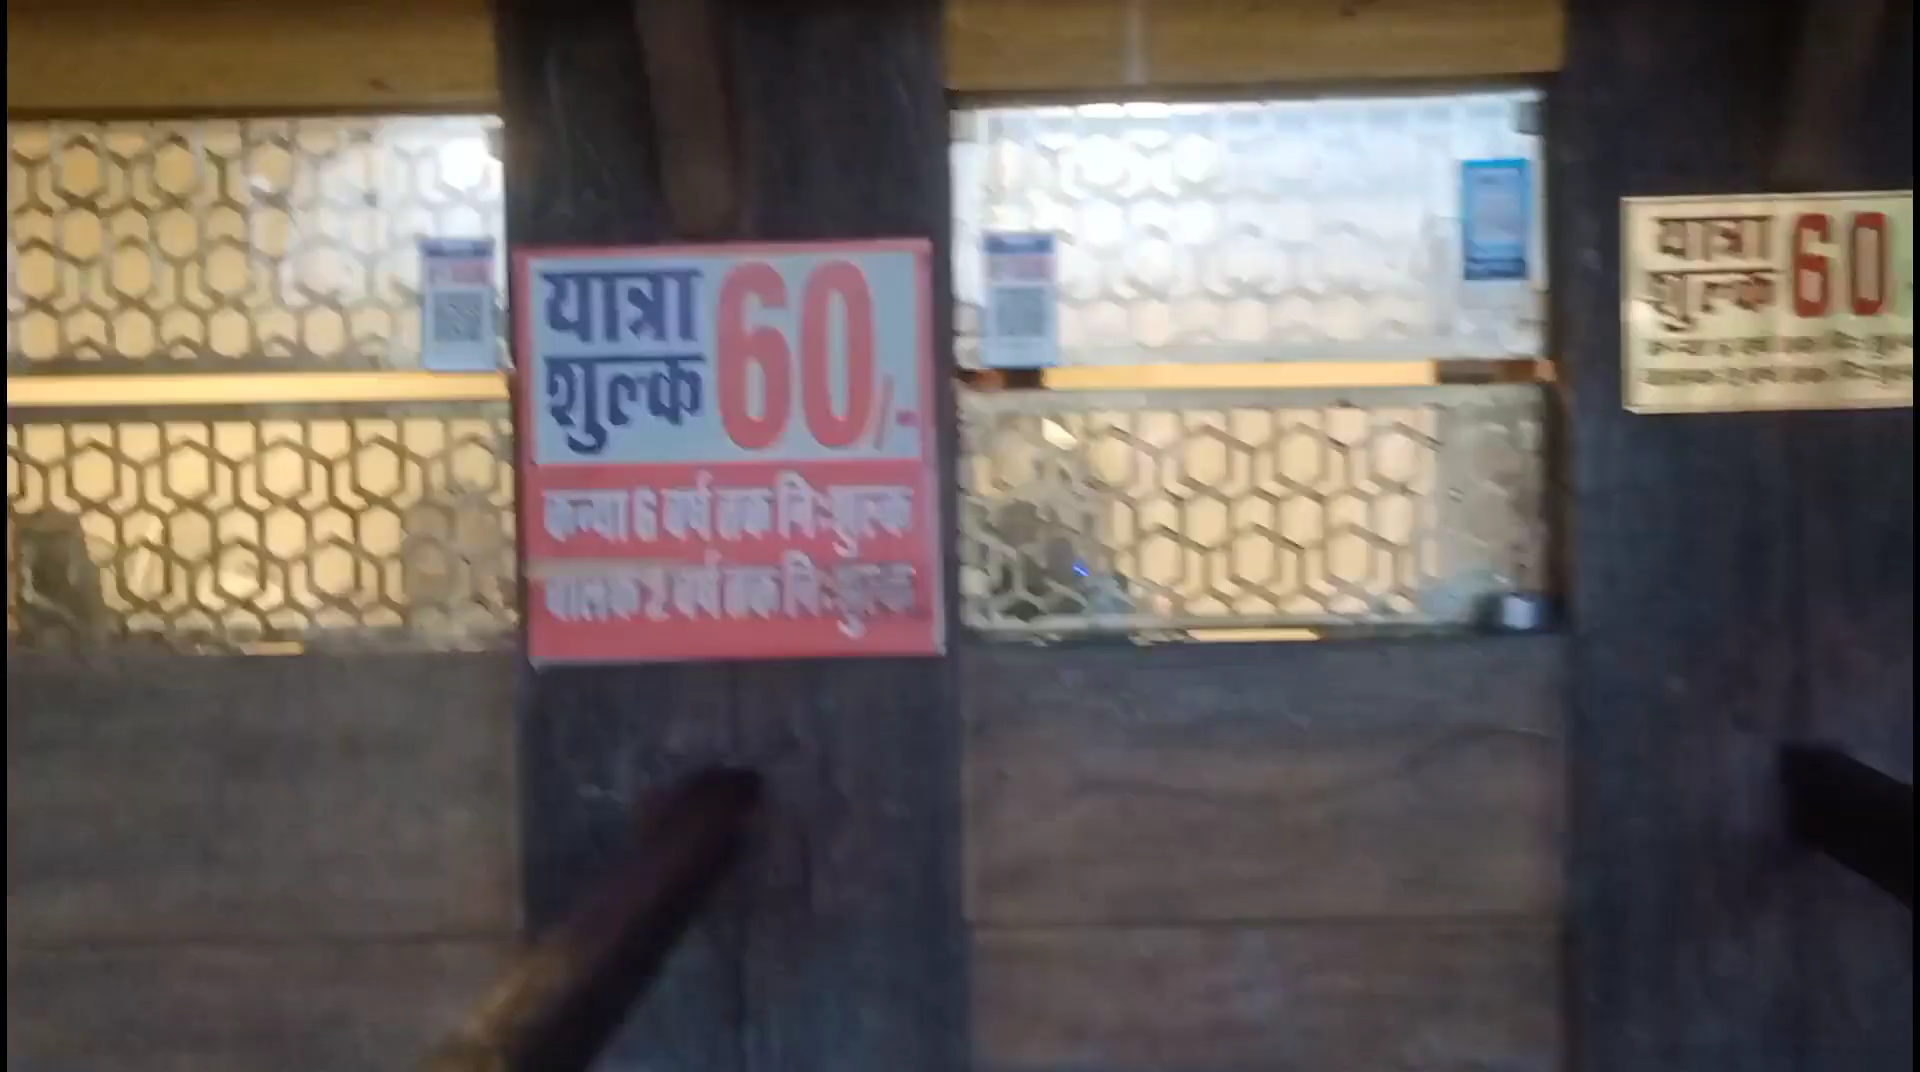 यात्रा
शुल्क 60/-
कन्या 6 वर्ष तक नि:शुल्क
बालक 2 वर्ष तक नि:शुल्क
यात्रा
शुल्क 60